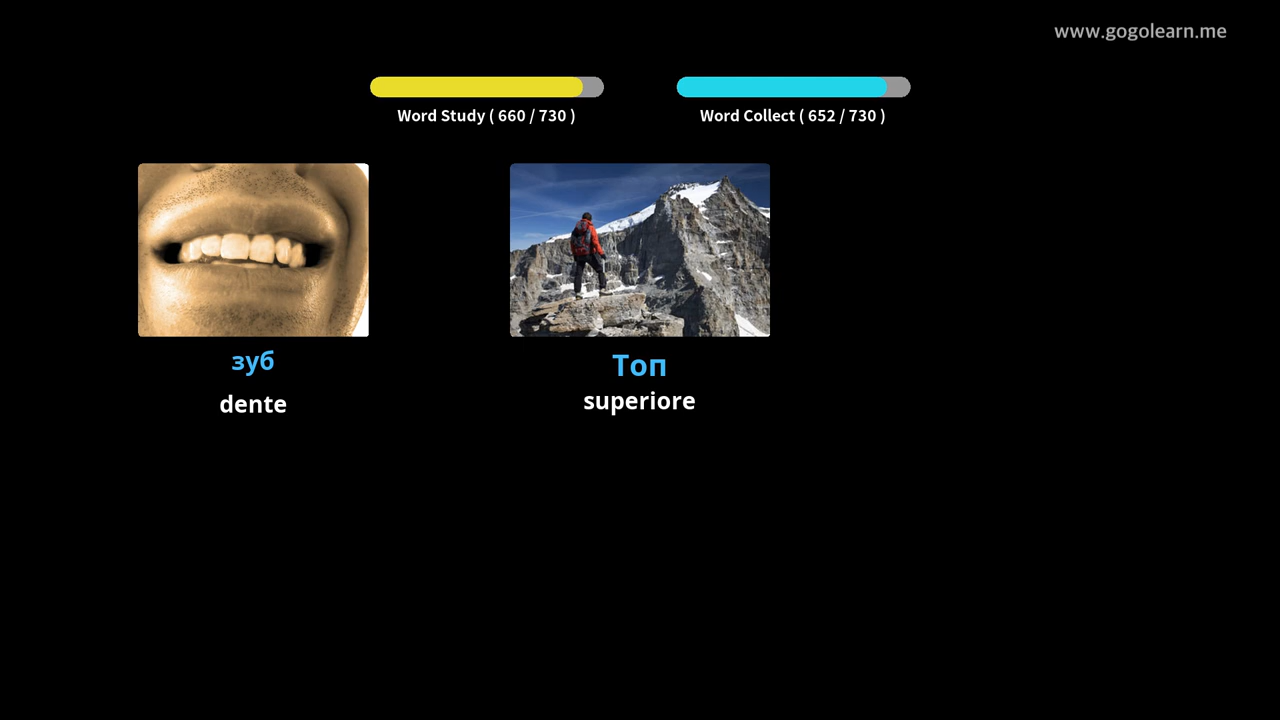 www.gogolearn.me
Word Study ( 660 / 730 )
Word Collect ( 652 / 730 )
зуб
dente
Топ
superiore